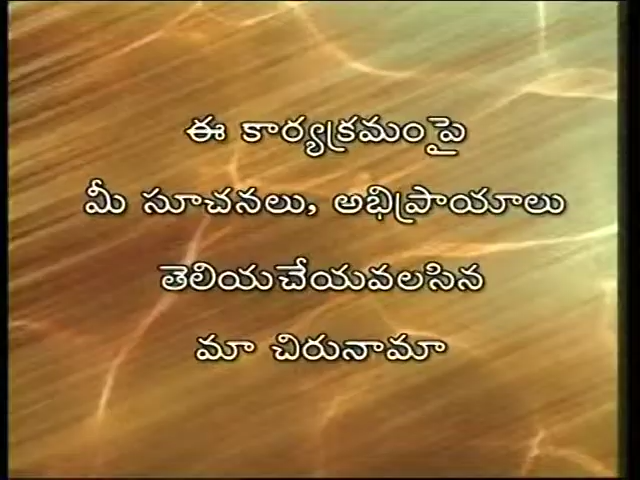 ఈ కార్యక్రమంపై
మీ సూచనలు, అభిప్రాయాలు
తెలియచేయవలసిన
మా చిరునామా